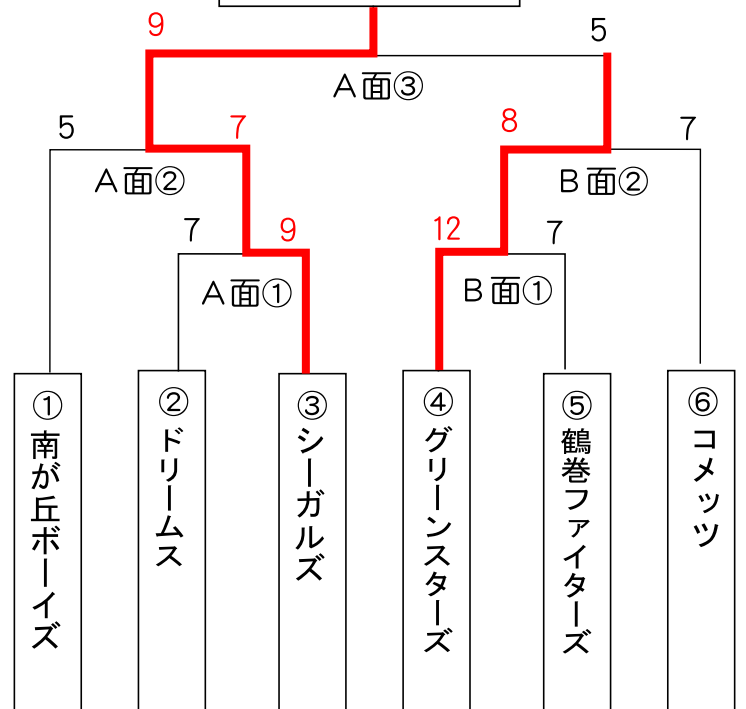 9
5
A面③
5
7
8
7
A面②
B面②
7
9
12
7
A面①
B面①
①南が丘ボーイズ
②ドリームス
③シーガルズ
④グリーンスターズ
⑤鶴巻ファイターズ
⑥コメッツ